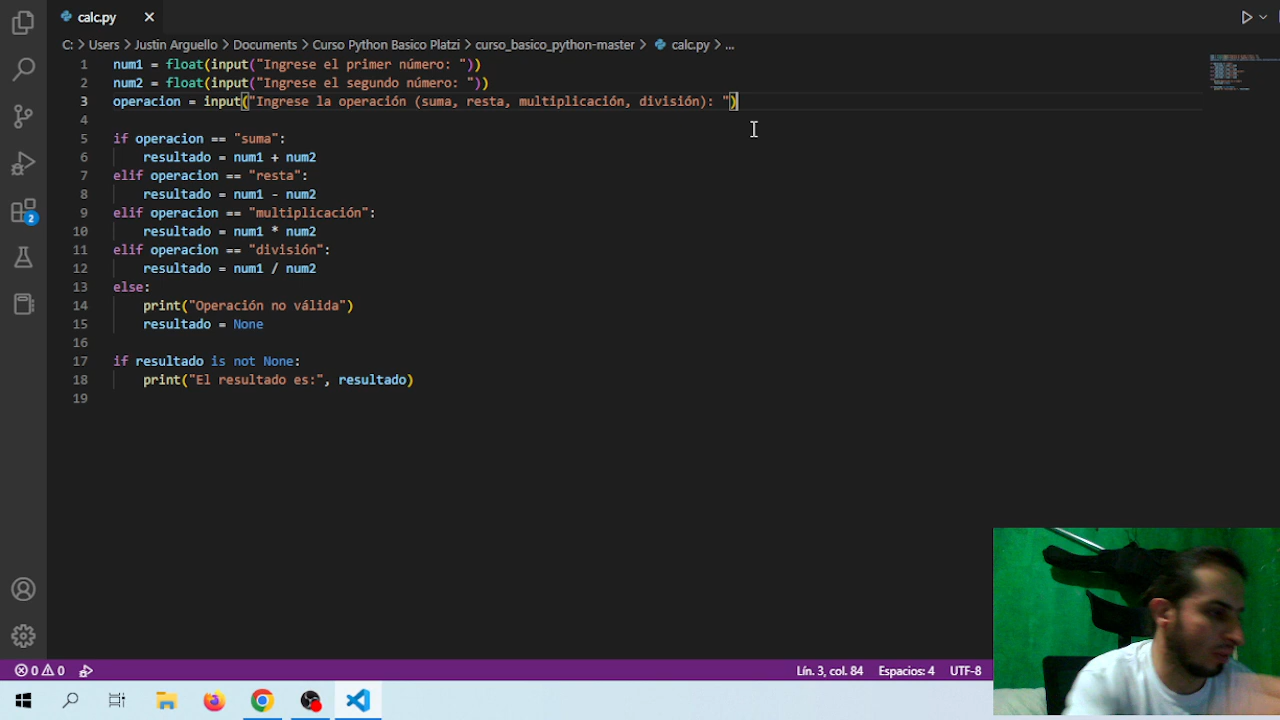 calc.py
C: > Users > Justin Arguello > Documents > Curso Python Basico Platzi > curso_basico_python-master > calc.py > ...
1 num1 = float(input("Ingrese el primer número: "))
2 num2 = float(input("Ingrese el segundo número: "))
3 operacion = input("Ingrese la operación (suma, resta, multiplicación, división): ")
4
5 if operacion == "suma":
6     resultado = num1 + num2
7 elif operacion == "resta":
8     resultado = num1 - num2
9 elif operacion == "multiplicación":
10     resultado = num1 * num2
11 elif operacion == "división":
12     resultado = num1 / num2
13 else:
14     print("Operación no válida")
15     resultado = None
16
17 if resultado is not None:
18     print("El resultado es:", resultado)
19
2
0 0
Lín. 3, col. 84 Espacios: 4 UTF-8